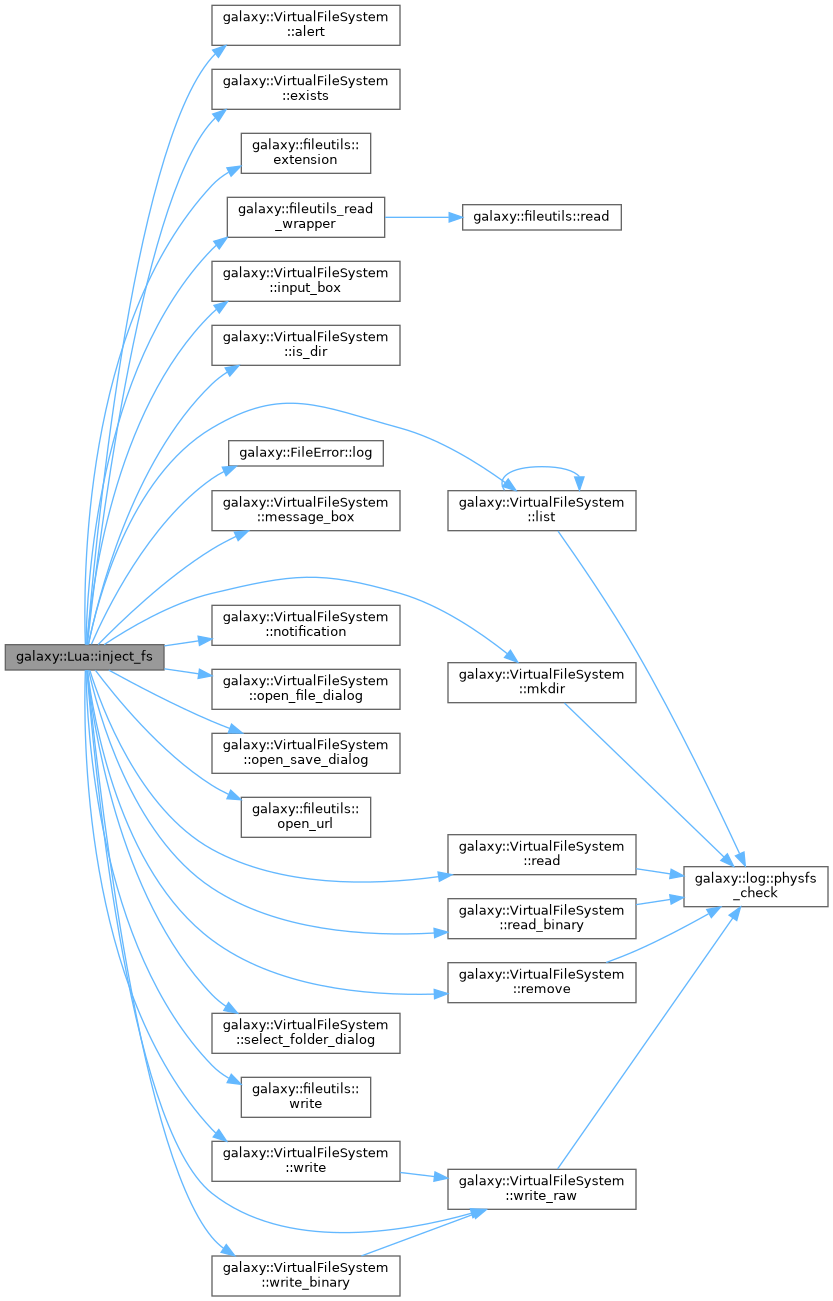 galaxy::VirtualFileSystem
::alert
galaxy::VirtualFileSystem
::exists
galaxy::fileutils::
extension
galaxy::fileutils_read
_wrapper
galaxy::fileutils::read
galaxy::VirtualFileSystem
::input_box
galaxy::VirtualFileSystem
::is_dir
galaxy::FileError::log
galaxy::VirtualFileSystem
::message_box
galaxy::VirtualFileSystem
::list
galaxy::VirtualFileSystem
::notification
galaxy::Lua::inject_fs
galaxy::VirtualFileSystem
::open_file_dialog
galaxy::VirtualFileSystem
::mkdir
galaxy::VirtualFileSystem
::open_save_dialog
galaxy::fileutils::
open_url
galaxy::VirtualFileSystem
::read
galaxy::log::physfs
_check
galaxy::VirtualFileSystem
::read_binary
galaxy::VirtualFileSystem
::remove
galaxy::VirtualFileSystem
::select_folder_dialog
galaxy::fileutils::
write
galaxy::VirtualFileSystem
::write
galaxy::VirtualFileSystem
::write_raw
galaxy::VirtualFileSystem
::write_binary